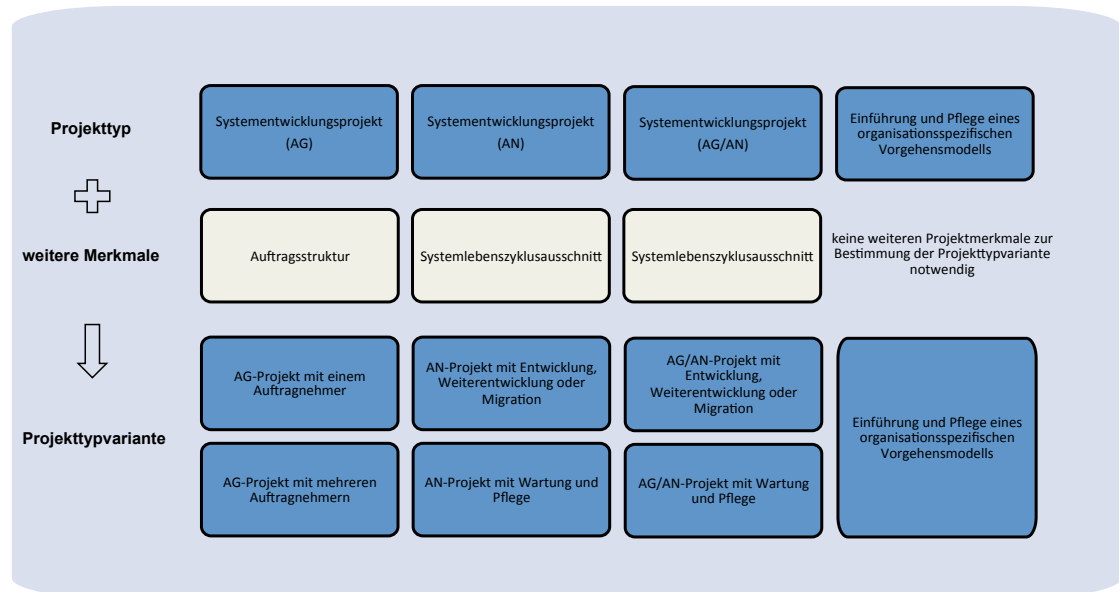 Projekttyp
Systementwicklungsprojekt
(AG)
Systementwicklungsprojekt
(AN)
Systementwicklungsprojekt
(AG/AN)
Einführung und Pflege eines
organisationsspezifischen
Vorgehensmodells
weitere Merkmale
Auftragsstruktur
Systemlebenszyklusausschnitt
Systemlebenszyklusausschnitt
keine weiteren Projektmerkmale zur
Bestimmung der Projekttypvariante
notwendig
Projekttypvariante
AG-Projekt mit einem
Auftragnehmer
AN-Projekt mit Entwicklung,
Weiterentwicklung oder
Migration
AG/AN-Projekt mit
Entwicklung,
Weiterentwicklung oder
Migration
Einführung und Pflege eines
organisationsspezifischen
Vorgehensmodells
AG-Projekt mit mehreren
Auftragnehmern
AN-Projekt mit Wartung und
Pflege
AG/AN-Projekt mit Wartung
und Pflege